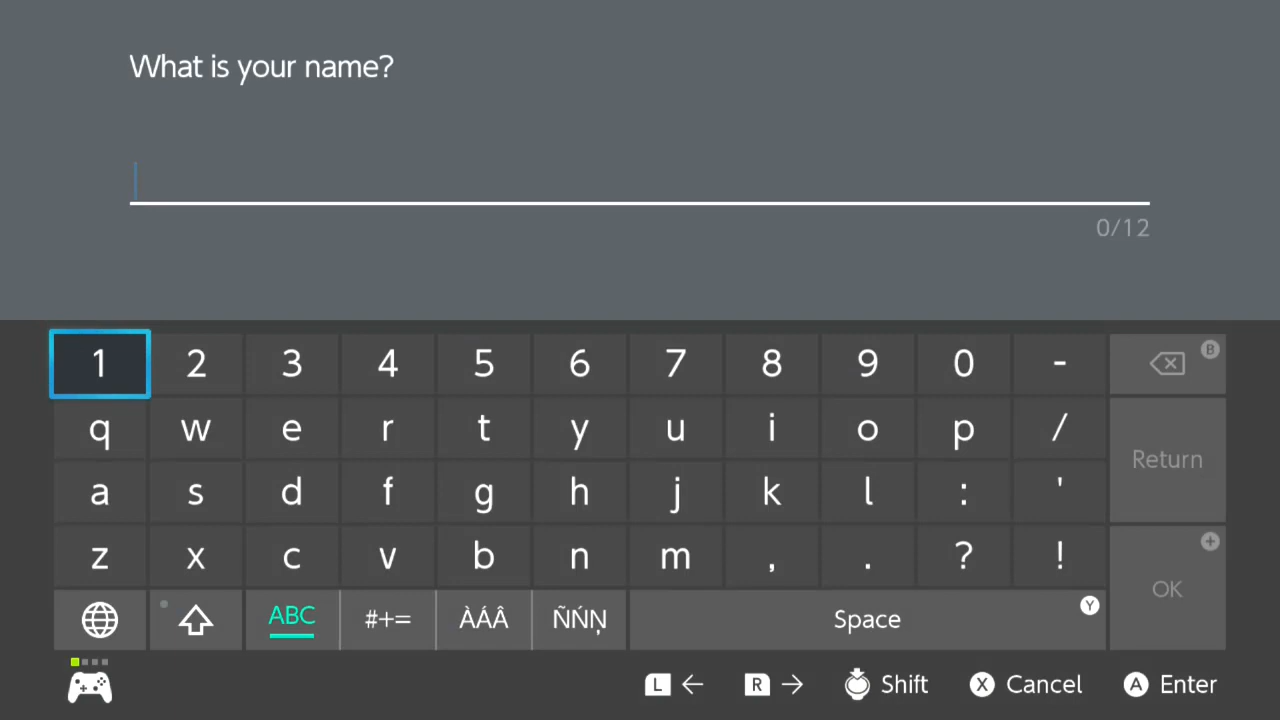 What is your name?
0/12
1 2 3 4 5 6 7 8 9 0 - B
q w e r t y u i o p /
Return
a s d f g h j k l : '
z x c v b n m , . ? !
OK
ABC #+= ÀÁÂ ÑŃŅ Space Y
L ← R → Shift X Cancel A Enter